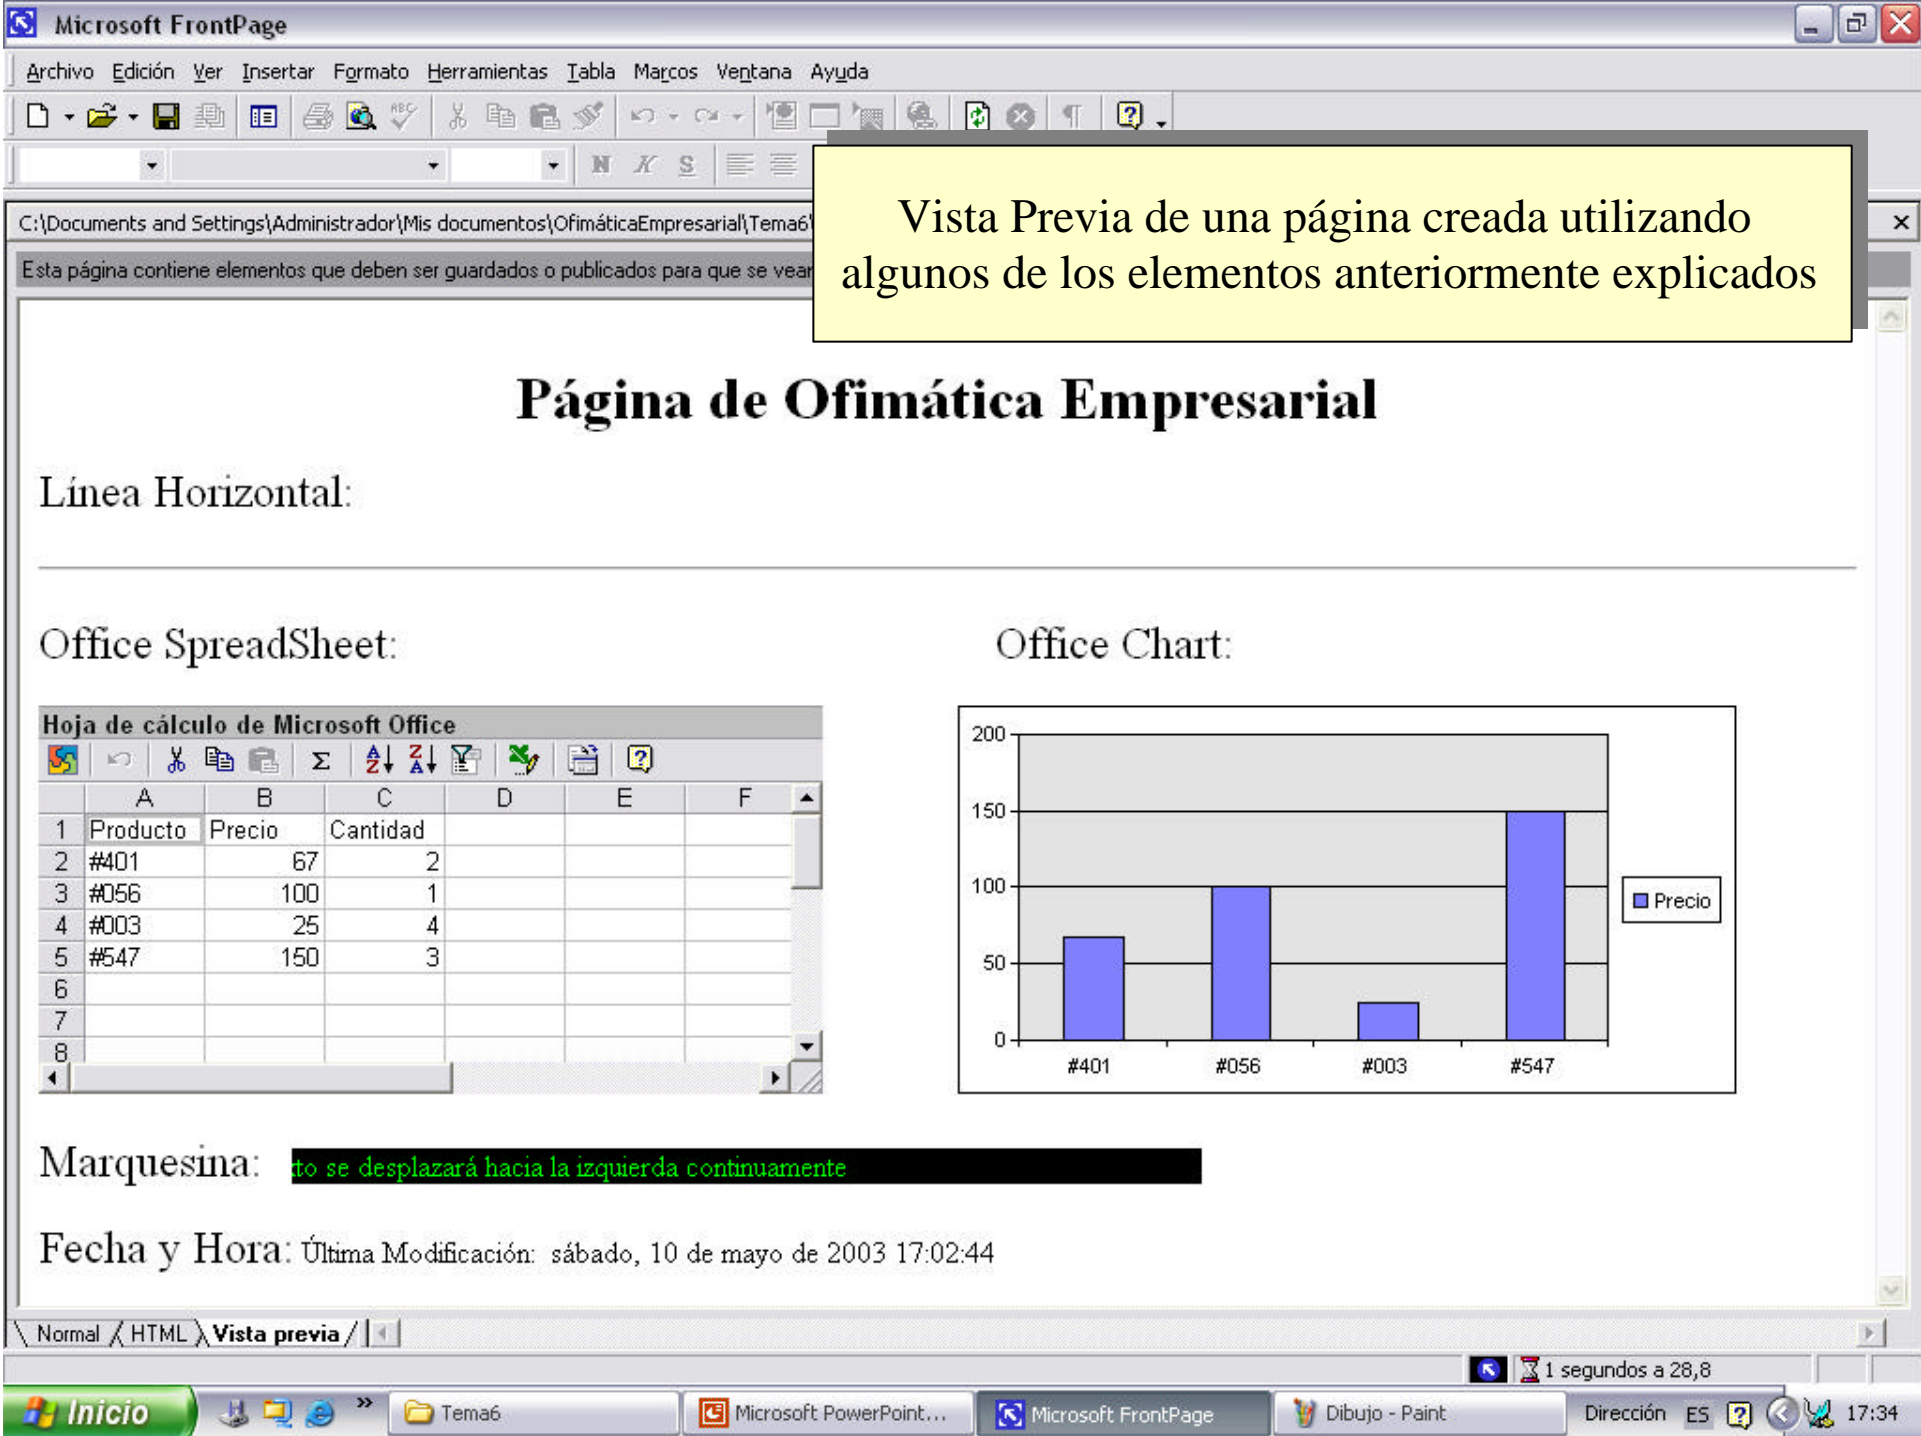 Microsoft FrontPage
Archivo Edición Ver Insertar Formato Herramientas Tabla Marcos Ventana Ayuda
N K S
Vista Previa de una página creada utilizando
algunos de los elementos anteriormente explicados
C:\Documents and Settings\Administrador\Mis documentos\OfimáticaEmpresarial\Tema6\
Esta página contiene elementos que deben ser guardados o publicados para que se vean
Página de Ofimática Empresarial
Línea Horizontal:
Office SpreadSheet:
Office Chart:
Hoja de cálculo de Microsoft Office
A B C D E F
1 Producto Precio Cantidad
2 #401 67 2
3 #056 100 1
4 #003 25 4
5 #547 150 3
6
7
8
200
150
100
50
0
#401 #056 #003 #547
Precio
Marquesina: to se desplazará hacia la izquierda continuamente
Fecha y Hora: Última Modificación: sábado, 10 de mayo de 2003 17:02:44
Normal HTML Vista previa
1 segundos a 28,8
Inicio » Tema6 Microsoft PowerPoint... Microsoft FrontPage Dibujo - Paint Dirección ES 17:34